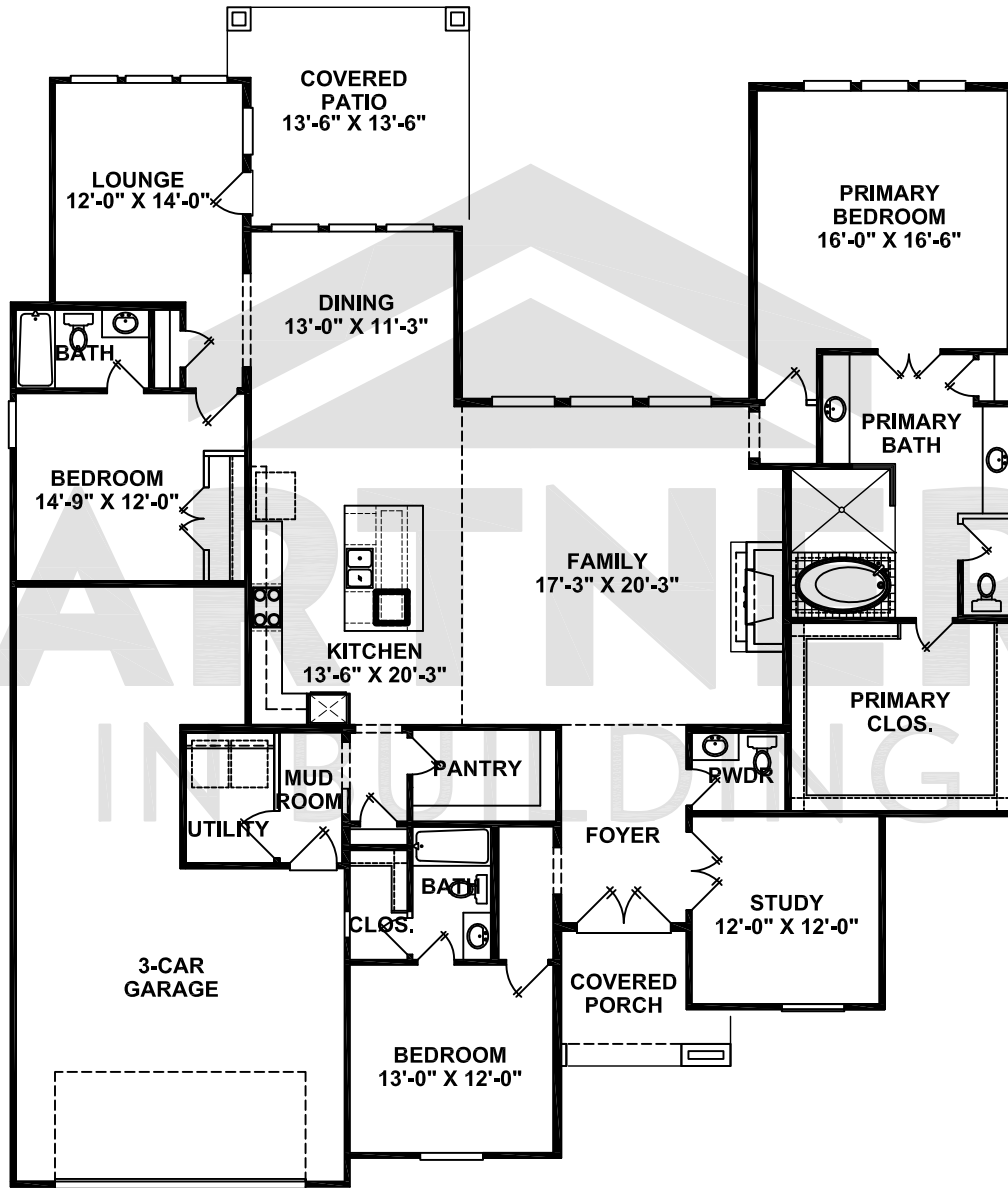 COVERED
PATIO
13'-6" X 13'-6"
LOUNGE
12'-0" X 14'-0"
PRIMARY
BEDROOM
16'-0" X 16'-6"
DINING
13'-0" X 11'-3"
BATH
PRIMARY
BATH
BEDROOM
14'-9" X 12'-0"
FAMILY
17'-3" X 20'-3"
KITCHEN
13'-6" X 20'-3"
ARTNER
IN BUILDING
PRIMARY
CLOS.
MUD
ROOM
PANTRY
PWDR
UTILITY
FOYER
BATH
CLOS.
STUDY
12'-0" X 12'-0"
3-CAR
GARAGE
COVERED
PORCH
BEDROOM
13'-0" X 12'-0"